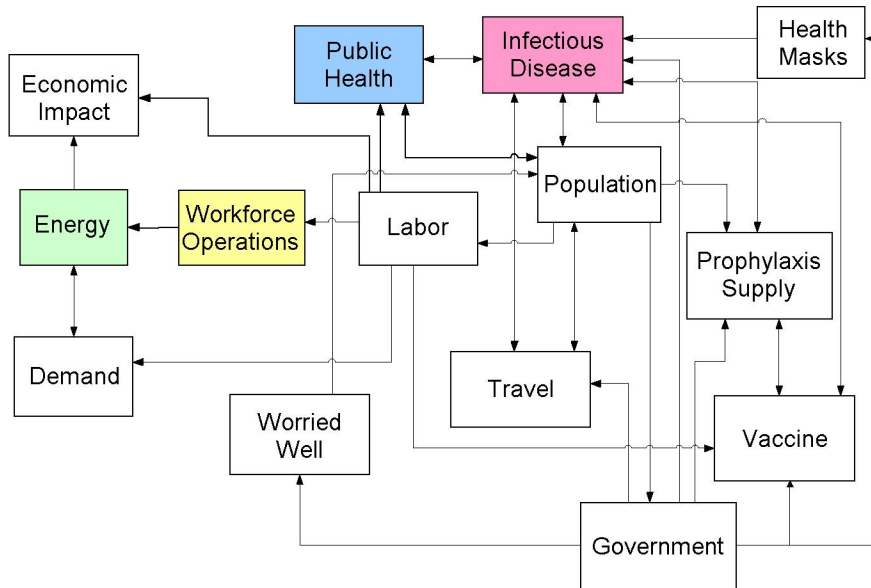 Public
Health
Infectious
Disease
Health
Masks
Economic
Impact
Population
Energy
Workforce
Operations
Labor
Prophylaxis
Supply
Demand
Travel
Worried
Well
Vaccine
Government